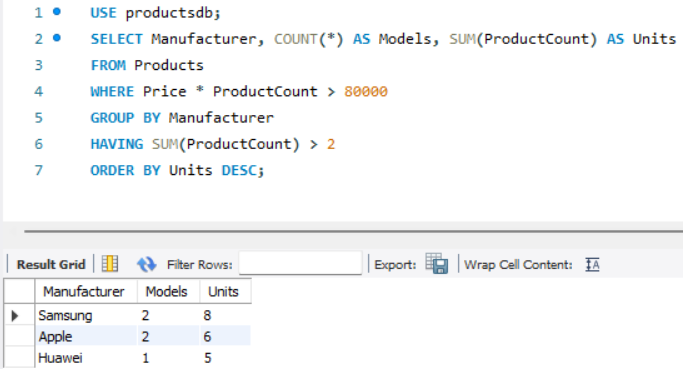 1 USE productsdb;
2 SELECT Manufacturer, COUNT(*) AS Models, SUM(ProductCount) AS Units
3 FROM Products
4 WHERE Price * ProductCount > 80000
5 GROUP BY Manufacturer
6 HAVING SUM(ProductCount) > 2
7 ORDER BY Units DESC;
Result Grid Filter Rows: Export: Wrap Cell Content:
Manufacturer Models Units
Samsung 2 8
Apple 2 6
Huawei 1 5